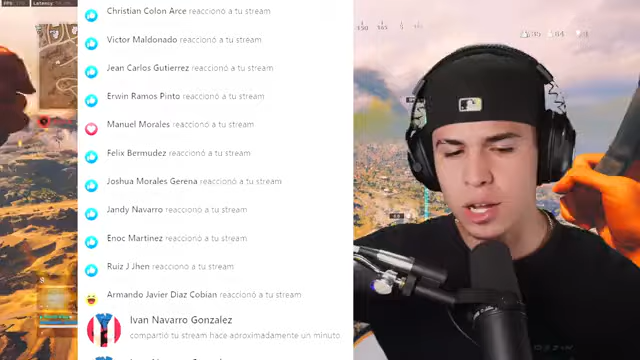 FPS
Latency
Christian Colon Arce reaccionó a tu stream
Victor Maldonado reaccionó a tu stream
Jean Carlos Gutierrez reaccionó a tu stream
Erwin Ramos Pinto reaccionó a tu stream
Manuel Morales reaccionó a tu stream
Felix Bermudez reaccionó a tu stream
Joshua Morales Gerena reaccionó a tu stream
Jandy Navarro reaccionó a tu stream
Enoc Martinez reaccionó a tu stream
Ruiz J Jhen reaccionó a tu stream
Armando Javier Diaz Cobian reaccionó a tu stream
Ivan Navarro Gonzalez
compartió tu stream hace aproximadamente un minuto